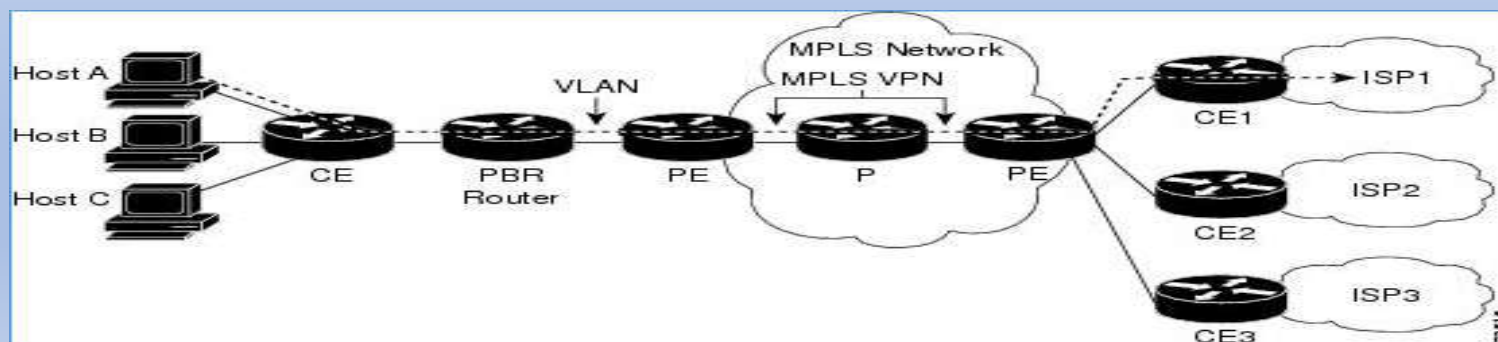 MPLS Network
MPLS VPN
Host A
VLAN
ISP1
CE1
Host B
CE
PBR
Router
PE
P
PE
Host C
ISP2
CE2
ISP3
CE3